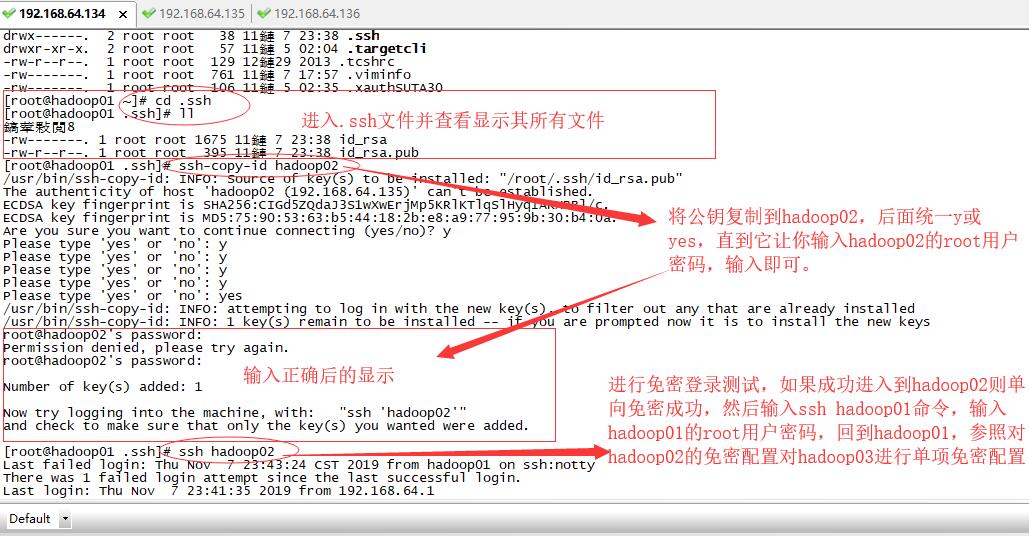 192.168.64.134 × 192.168.64.135 192.168.64.136
drwx------. 2 root root 38 11鏈 7 23:38 .ssh
drwxr-xr-x. 2 root root 57 11鏈 5 02:04 .targetcli
-rw-r--r--. 1 root root 129 12鏈29 2013 .tcshrc
-rw-------. 1 root root 761 11鏈 7 17:57 .viminfo
-rw-------. 1 root root 106 11鏈 5 02:35 .xauthSUTA30
[root@hadoop01 ~]# cd .ssh
[root@hadoop01 .ssh]# ll
进入.ssh文件并查看显示其所有文件
-rw-------. 1 root root 1675 11鏈 7 23:38 id_rsa
-rw-r--r--. 1 root root 395 11鏈 7 23:38 id_rsa.pub
[root@hadoop01 .ssh]# ssh-copy-id hadoop02
/usr/bin/ssh-copy-id: INFO: Source of key(s) to be installed: "/root/.ssh/id_rsa.pub"
The authenticity of host 'hadoop02 (192.168.64.135)' can't be established.
ECDSA key fingerprint is
ECDSA key fingerprint is MD5:75:90:53:63:b5:44:18:2b:e8:a9:77:95:9b:30:b4:0a.
Are you sure you want to continue connecting (yes/no)? y
Please type 'yes' or 'no': y
Please type 'yes' or 'no': y
Please type 'yes' or 'no': y
Please type 'yes' or 'no': y
Please type 'yes' or 'no': yes
将公钥复制到hadoop02，后面统一y或
yes，直到它让你输入hadoop02的root用户
密码，输入即可。
/usr/bin/ssh-copy-id: INFO: attempting to log in with the new key(s), to filter out any that are already installed
/usr/bin/ssh-copy-id: INFO: 1 key(s) remain to be installed -- if you are prompted now it is to install the new keys
root@hadoop02's password:
Permission denied, please try again.
root@hadoop02's password:
输入正确后的显示
Number of key(s) added: 1
Now try logging into the machine, with: "ssh 'hadoop02'"
and check to make sure that only the key(s) you wanted were added.
进行免密登录测试，如果成功进入到hadoop02则单
向免密成功，然后输入ssh hadoop01命令，输入
hadoop01的root用户密码，回到hadoop01，参照对
hadoop02的免密配置对hadoop03进行单项免密配置
[root@hadoop01 .ssh]# ssh hadoop02
Last failed login: Thu Nov 7 23:43:24 CST 2019 from hadoop01 on ssh:notty
There was 1 failed login attempt since the last successful login.
Last login: Thu Nov 7 23:41:35 2019 from 192.168.64.1
Default